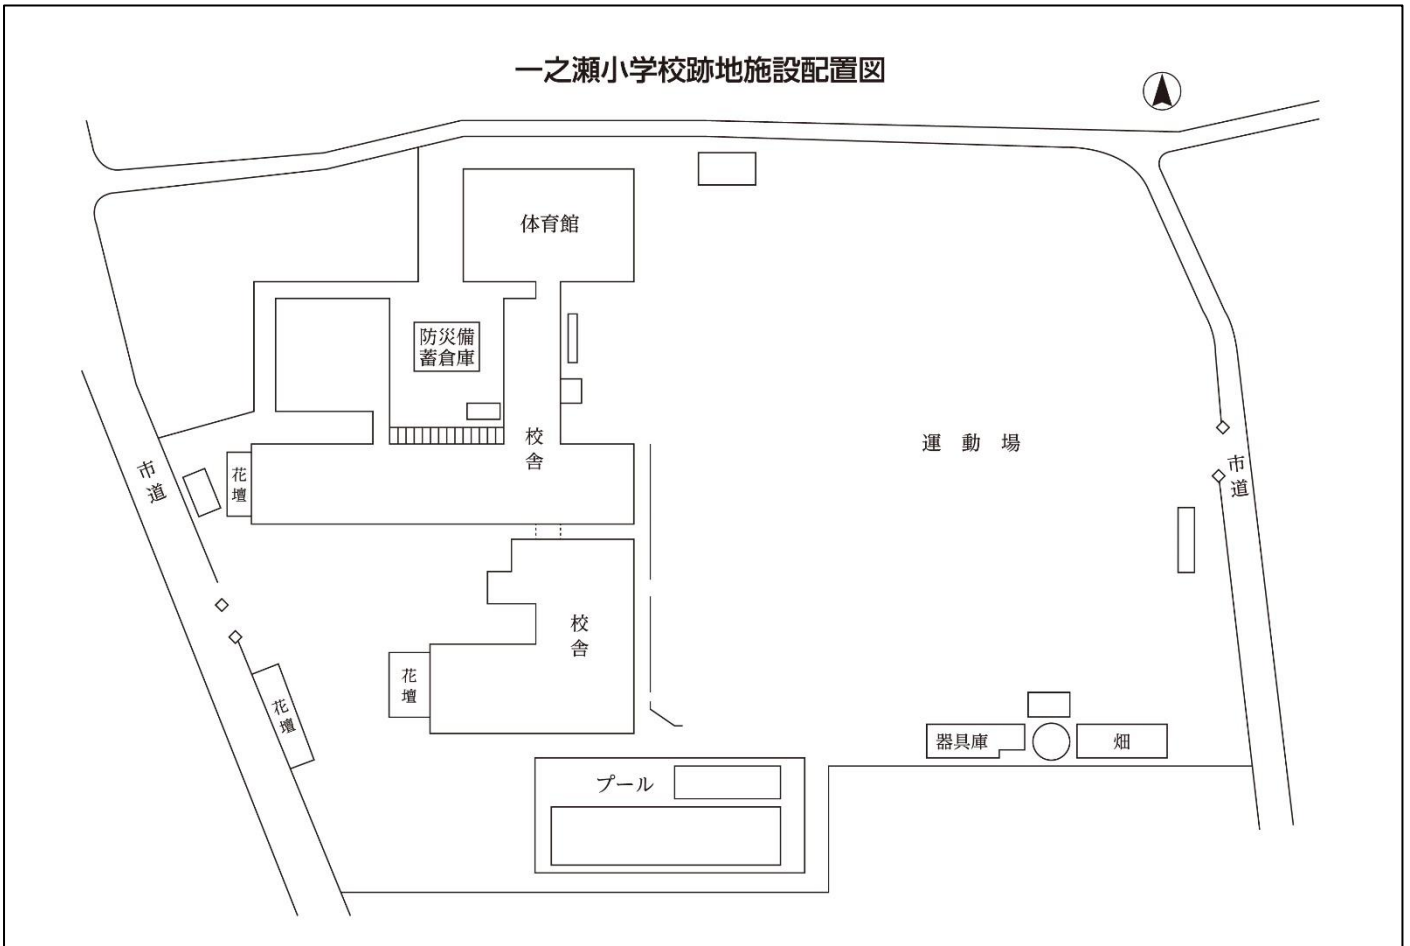 一之瀬小学校跡地施設配置図
体育館
防災備
蓄倉庫
校舎
運動場
市道
花壇
市道
校舎
花壇
花壇
器具庫
畑
プール